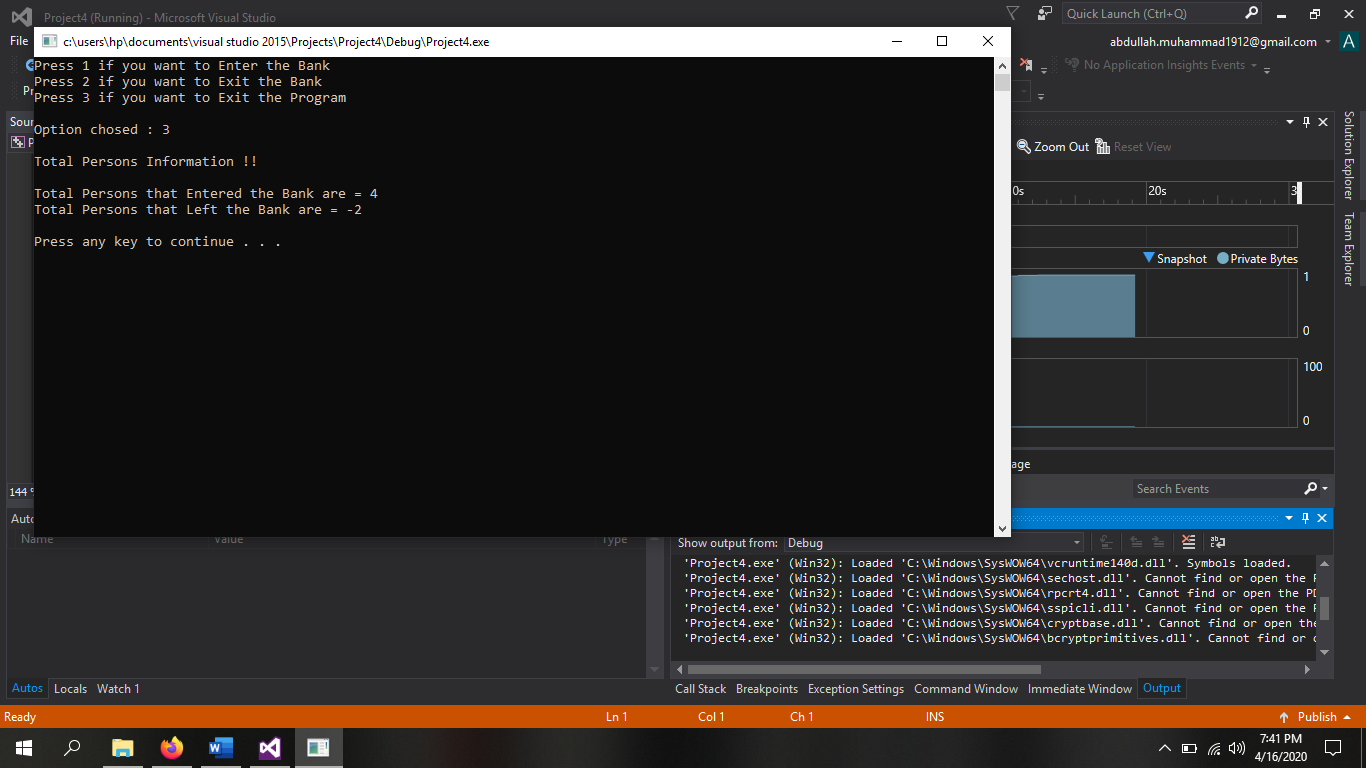 Project4 (Running) - Microsoft Visual Studio
Quick Launch (Ctrl+Q)
File
c:\users\hp\documents\visual studio 2015\Projects\Project4\Debug\Project4.exe
abdullah.muhammad1912@gmail.com
A
No Application Insights Events
Press 1 if you want to Enter the Bank
Press 2 if you want to Exit the Bank
Press 3 if you want to Exit the Program
Option chosed : 3
Total Persons Information !!
Total Persons that Entered the Bank are = 4
Total Persons that Left the Bank are = -2
Press any key to continue . . .
Zoom Out
Reset View
Solution Explorer
Team Explorer
20s
Snapshot
Private Bytes
1
0
100
0
144
Search Events
Name
Value
Type
Show output from:
Debug
'Project4.exe' (Win32): Loaded 'C:\Windows\SysWOW64\vcruntime140d.dll'. Symbols loaded.
'Project4.exe' (Win32): Loaded 'C:\Windows\SysWOW64\sechost.dll'. Cannot find or open the
'Project4.exe' (Win32): Loaded 'C:\Windows\SysWOW64\rpcrt4.dll'. Cannot find or open the
'Project4.exe' (Win32): Loaded 'C:\Windows\SysWOW64\sspicli.dll'. Cannot find or open the
'Project4.exe' (Win32): Loaded 'C:\Windows\SysWOW64\cryptbase.dll'. Cannot find or open the
'Project4.exe' (Win32): Loaded 'C:\Windows\SysWOW64\bcryptprimitives.dll'. Cannot find or
Autos
Locals
Watch 1
Call Stack
Breakpoints
Exception Settings
Command Window
Immediate Window
Output
Ready
Ln 1
Col 1
Ch 1
INS
Publish
7:41 PM
4/16/2020